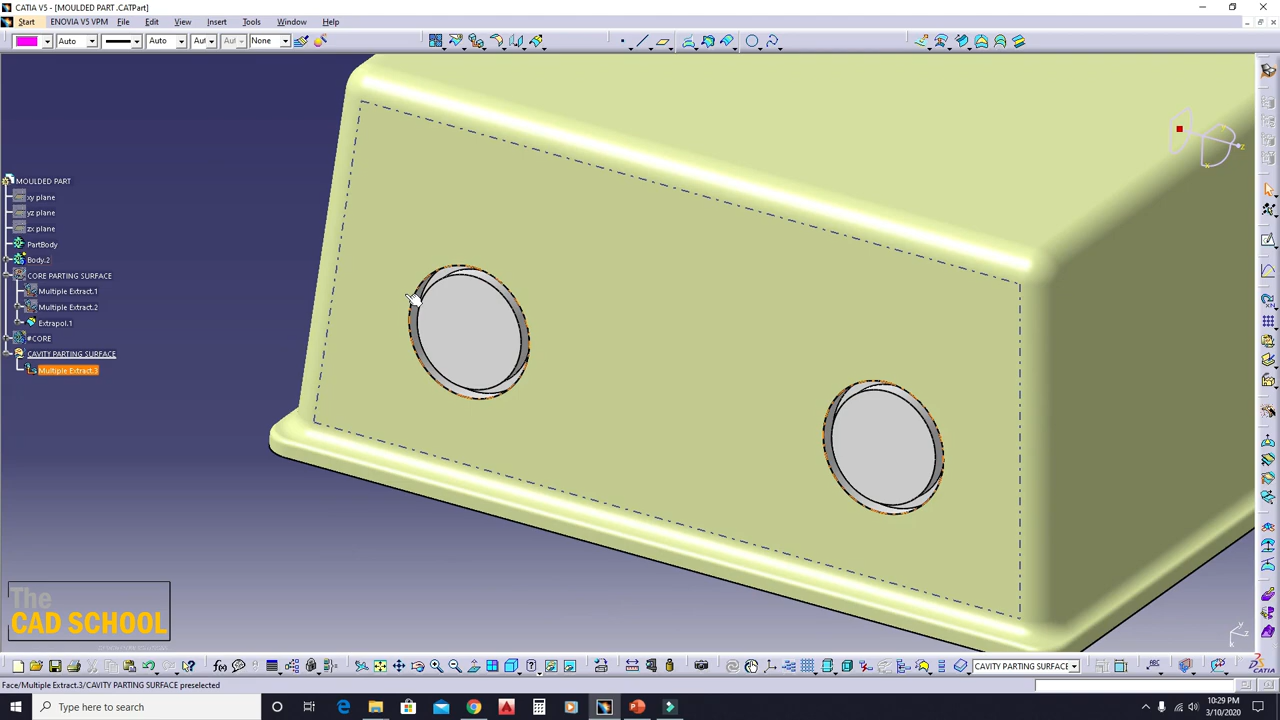 CATIA V5 - [MOULDED PART .CATPart]
Start ENOVIA V5 VPM File Edit View Insert Tools Window Help
Auto Auto Aut Aut None
MOULDED PART
xy plane
yz plane
zx plane
PartBody
Body.2
CORE PARTING SURFACE
Multiple Extract.1
Multiple Extract.2
Extrapol.1
#CORE
CAVITY PARTING SURFACE
Multiple Extract.3
The
CAD SCHOOL
CAVITY PARTING SURFACE
CATIA
Face/Multiple Extract.3/CAVITY PARTING SURFACE preselected
Type here to search
10:29 PM
3/10/2020